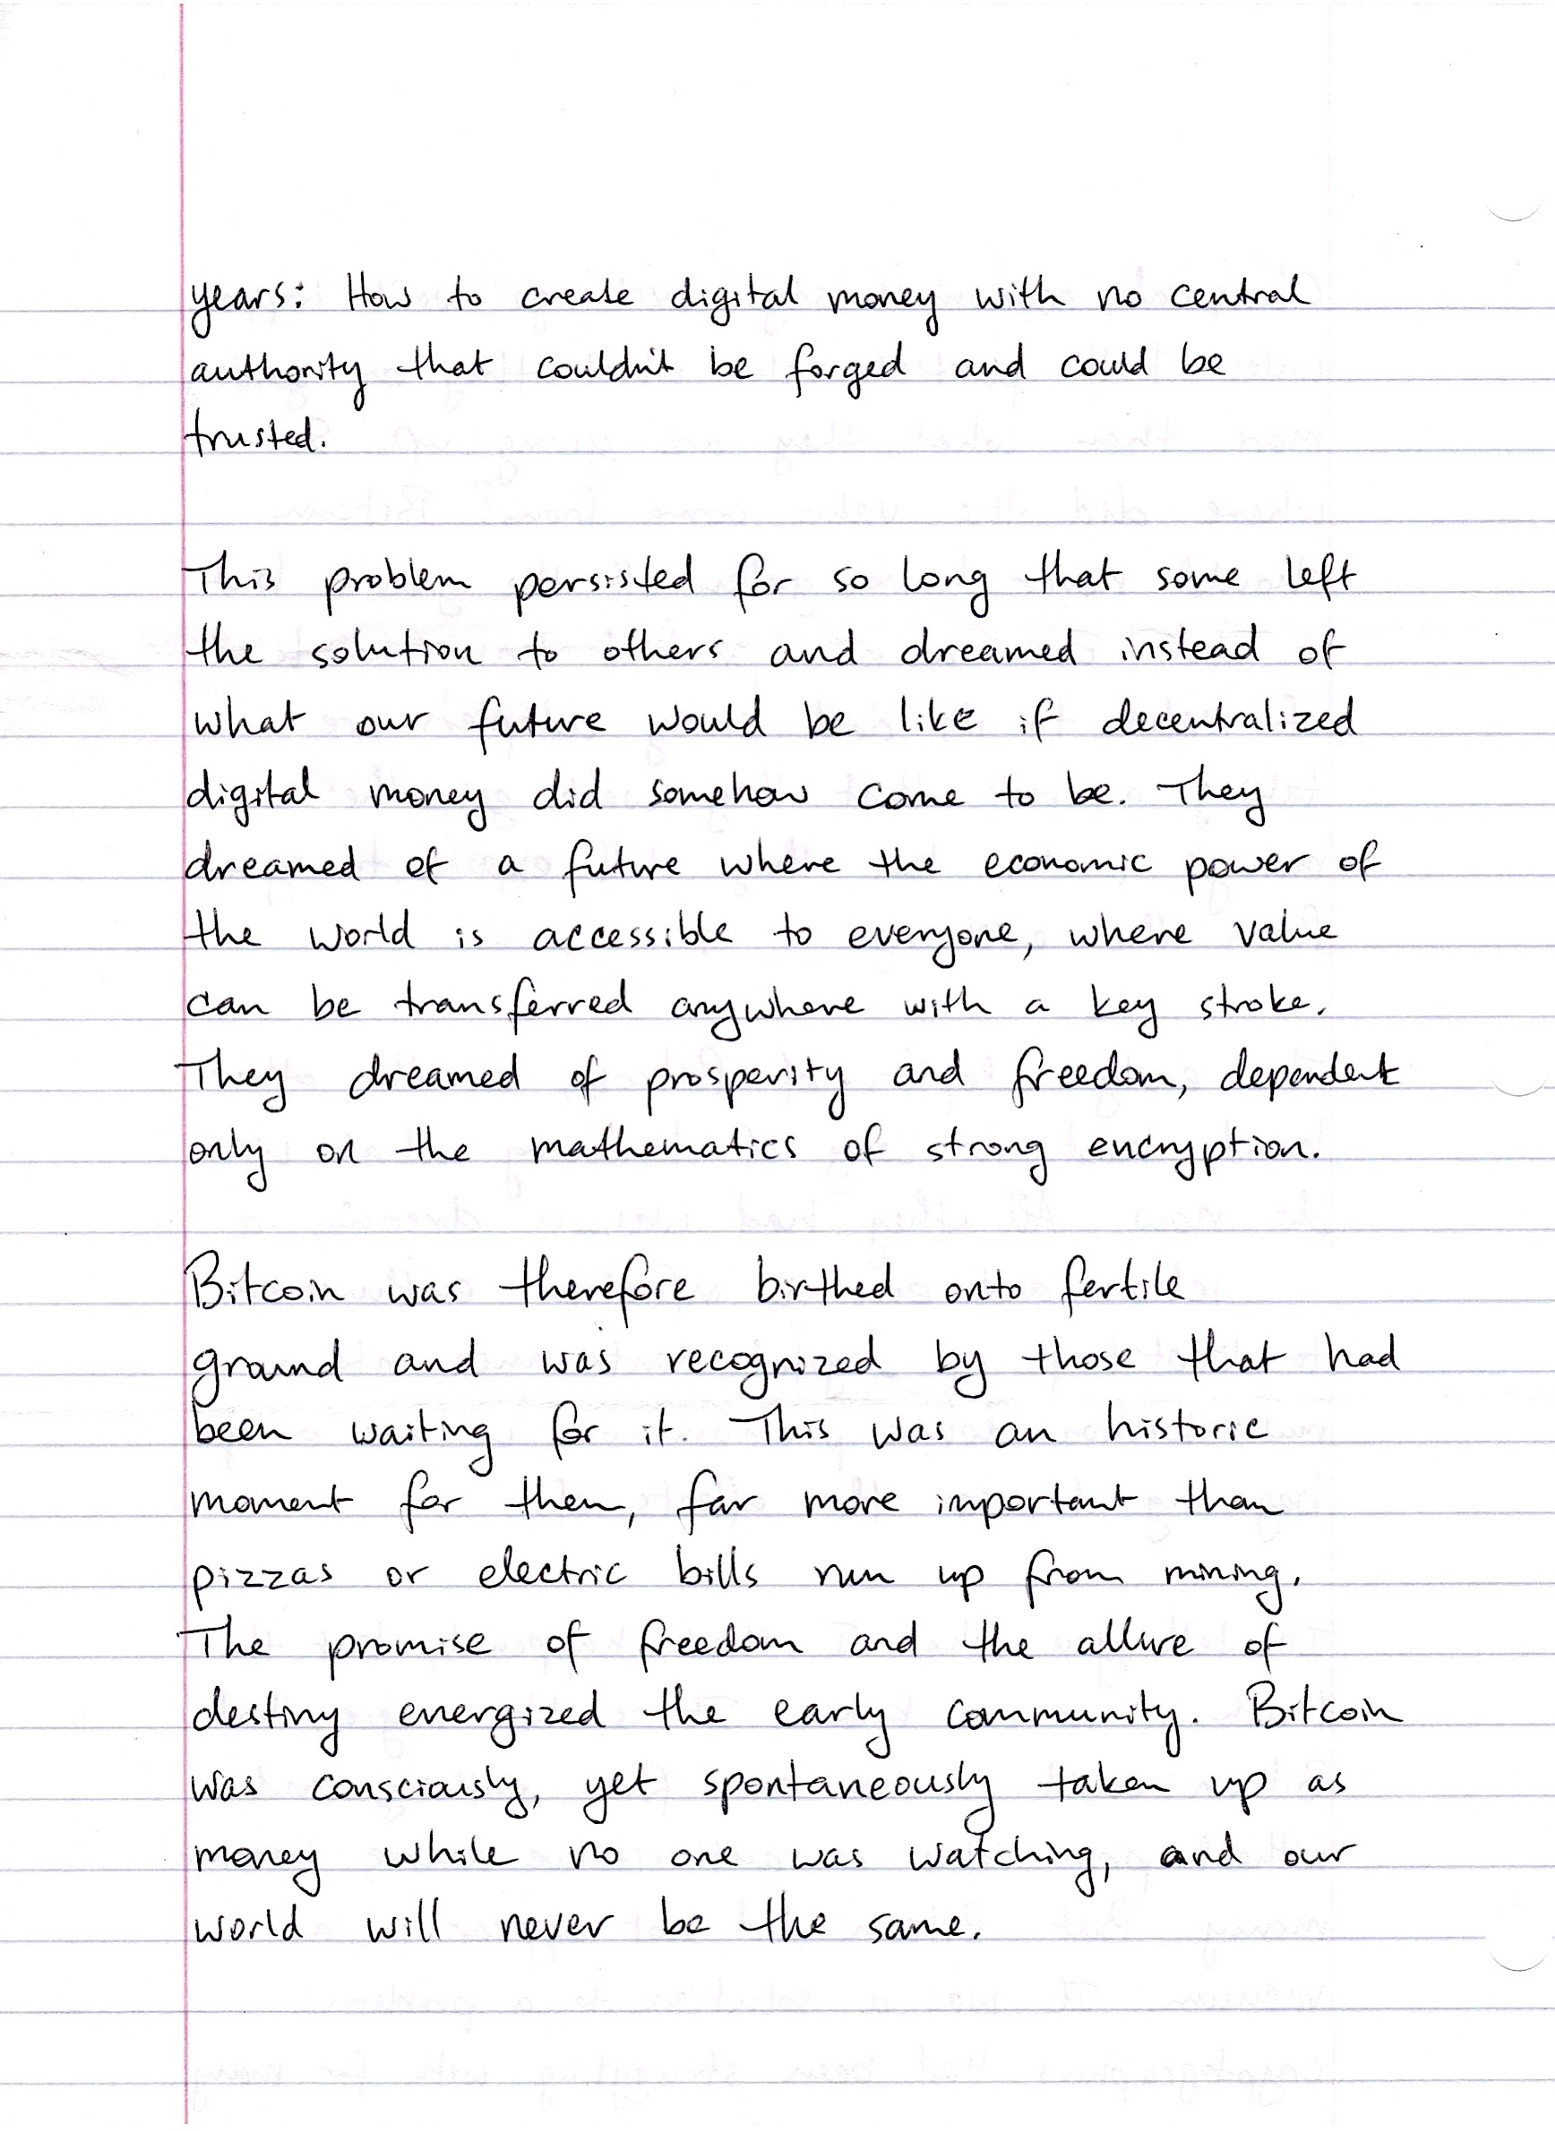 years: How to create digital money with no central
authority that couldn't be forged and could be
trusted.
This problem persisted for so long that some left
the solution to others and dreamed instead of
what our future would be like if decentralized
digital money did somehow come to be. They
dreamed of a future where the economic power of
the world is accessible to everyone, where value
can be transferred anywhere with a key stroke.
They dreamed of prosperity and freedom, dependent
only on the mathematics of strong encryption.
Bitcoin was therefore birthed onto fertile
ground and was recognized by those that had
been waiting for it. This was an historic
moment for them, far more important than
pizzas or electric bills run up from mining.
The promise of freedom and the allure of
destiny energized the early community. Bitcoin
was consciously, yet spontaneously taken up as
money while no one was watching, and our
world will never be the same.